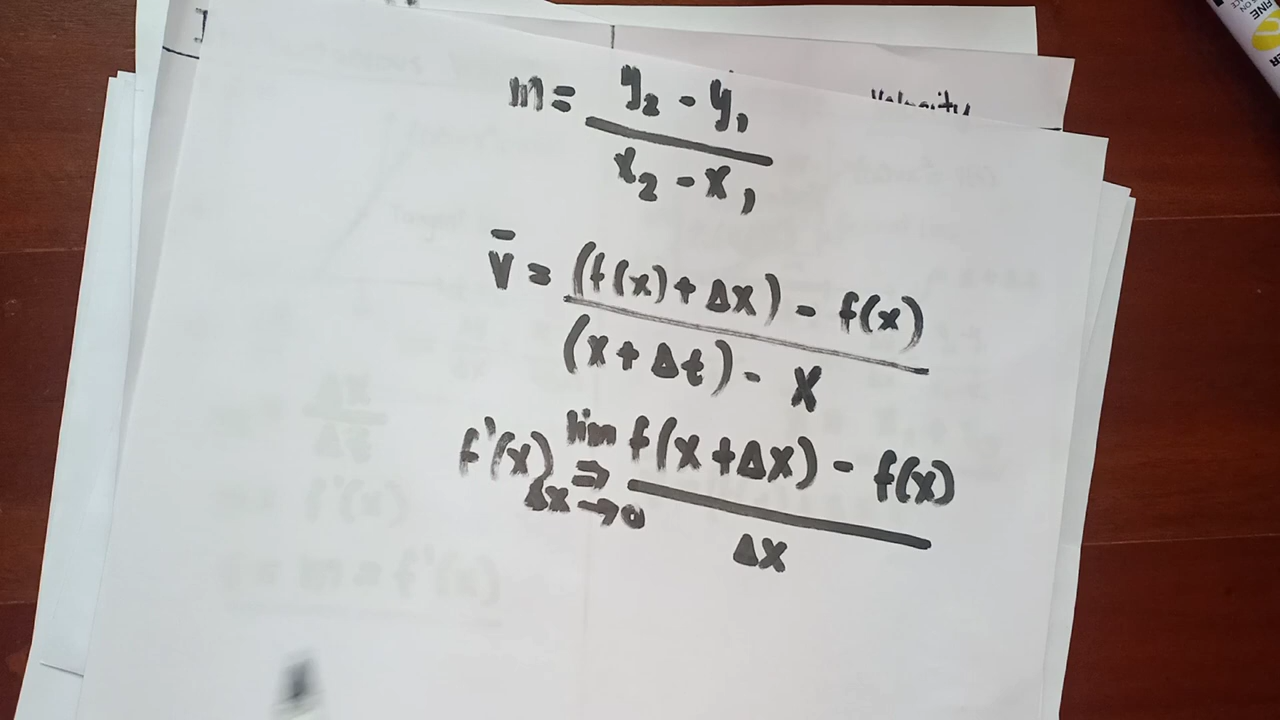 Velocity
m = y₂ - y₁
x₂ - x₁
v̄ = (f(x) + Δx) - f(x)
(x + Δt) - x
f'(x) ⇒ lim f(x + Δx) - f(x)
Δx → 0
Δx